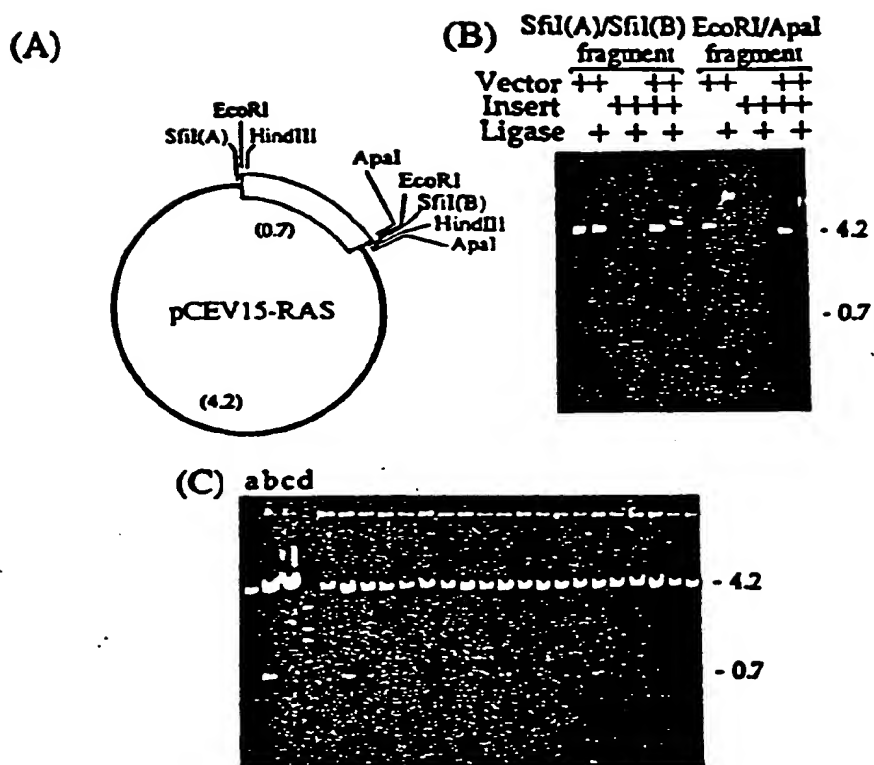 (A)
EcoRI
SfiI(A)
HindIII
ApaI
EcoRI
SfiI(B)
HindIII
ApaI
(0.7)
pCEV15-RAS
(4.2)
(B)
SfiI(A)/SfiI(B) EcoRI/ApaI
fragment fragment
Vector ++ ++ ++ ++
Insert ++++ ++++
Ligase + + + + + +
- 4.2
- 0.7
(C) abcd
- 4.2
- 0.7